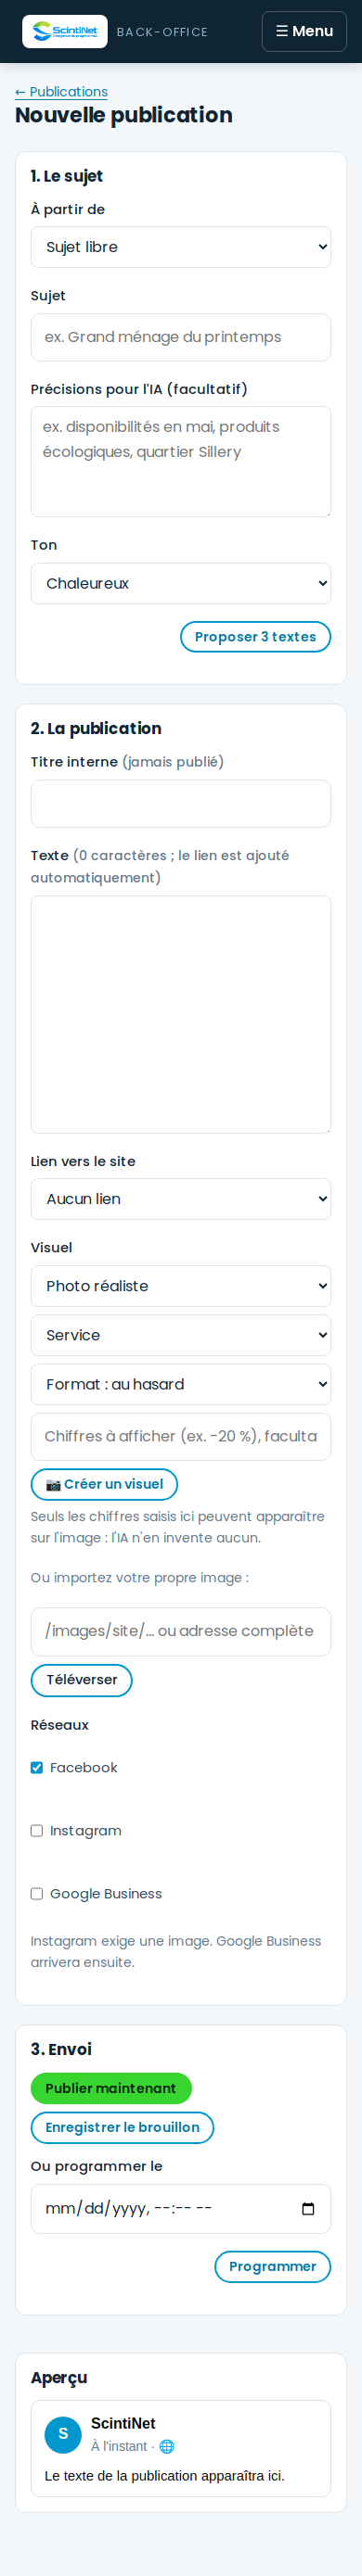 ScintiNet
BACK-OFFICE
☰ Menu
← Publications
Nouvelle publication
1. Le sujet
À partir de
Sujet libre
Sujet
ex. Grand ménage du printemps
Précisions pour l'IA (facultatif)
ex. disponibilités en mai, produits
écologiques, quartier Sillery
Ton
Chaleureux
Proposer 3 textes
2. La publication
Titre interne (jamais publié)
Texte (0 caractères ; le lien est ajouté
automatiquement)
Lien vers le site
Aucun lien
Visuel
Photo réaliste
Service
Format : au hasard
Chiffres à afficher (ex. -20 %), faculta
📷 Créer un visuel
Seuls les chiffres saisis ici peuvent apparaître
sur l'image : l'IA n'en invente aucun.
Ou importez votre propre image :
/images/site/... ou adresse complète
Téléverser
Réseaux
Facebook
Instagram
Google Business
Instagram exige une image. Google Business
arrivera ensuite.
3. Envoi
Publier maintenant
Enregistrer le brouillon
Ou programmer le
mm/dd/yyyy, --:-- --
Programmer
Aperçu
S
ScintiNet
À l'instant · 🌐
Le texte de la publication apparaîtra ici.